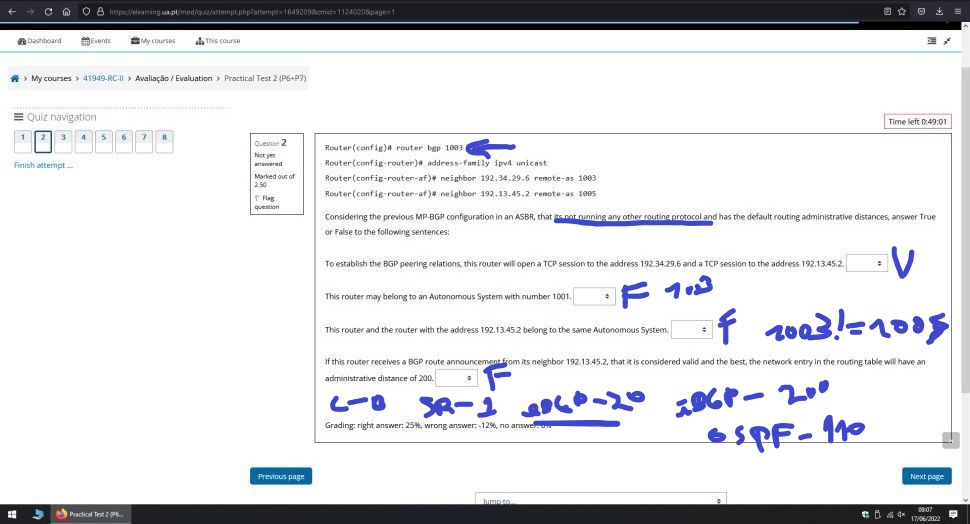 https://elearning.ua.pt/mod/quiz/attempt.php?attempt=1649209&cmid=1124020&page=1
Dashboard Events My courses This course
My courses > 41949-RC-II > Avaliação / Evaluation > Practical Test 2 (P6+P7)
Quiz navigation
1 2 3 4 5 6 7 8
Finish attempt ...
Time left 0:49:01
Question 2
Not yet
answered
Marked out of
2.50
Flag
question
Router(config)# router bgp 1003
Router(config-router)# address-family ipv4 unicast
Router(config-router-af)# neighbor 192.34.29.6 remote-as 1003
Router(config-router-af)# neighbor 192.13.45.2 remote-as 1005
Considering the previous MP-BGP configuration in an ASBR, that its not running any other routing protocol and has the default routing administrative distances, answer True
or False to the following sentences:
To establish the BGP peering relations, this router will open a TCP session to the address 192.34.29.6 and a TCP session to the address 192.13.45.2. V
This router may belong to an Autonomous System with number 1001. F
This router and the router with the address 192.13.45.2 belong to the same Autonomous System. F 1003!=1005
If this router receives a BGP route announcement from its neighbor 192.13.45.2, that it is considered valid and the best, the network entry in the routing table will have an
administrative distance of 200. F
C-0 SR-1 eBGP-20 iBGP-200
OSPF-110
Grading: right answer: 25%, wrong answer: -12%, no answer: 0%
Previous page Next page
Jump to...
Practical Test 2 (P6...
09:07
17/06/2022